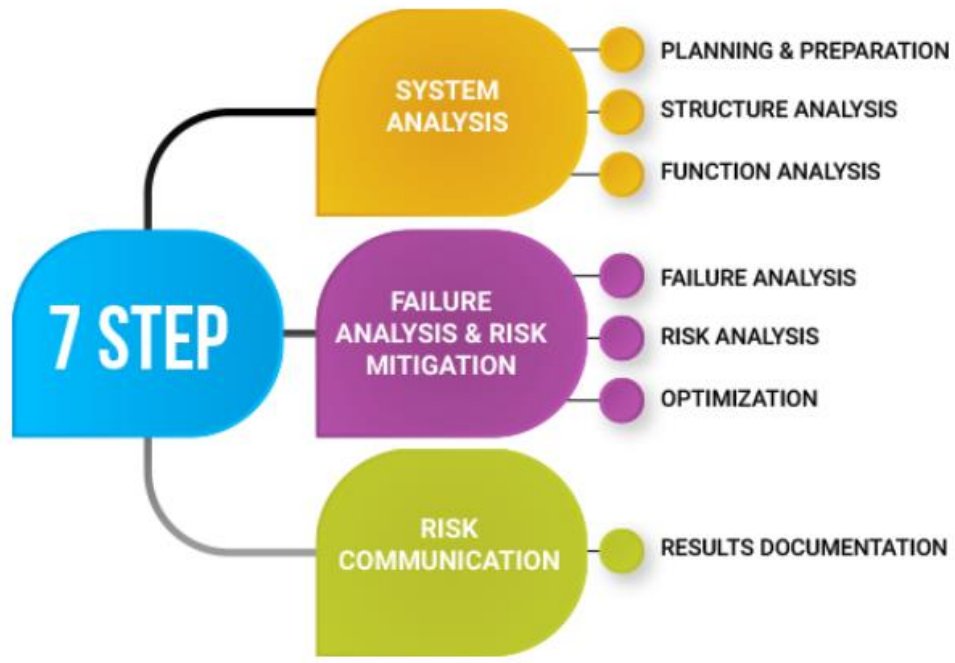 7 STEP
SYSTEM
ANALYSIS
PLANNING & PREPARATION
STRUCTURE ANALYSIS
FUNCTION ANALYSIS
FAILURE
ANALYSIS & RISK
MITIGATION
FAILURE ANALYSIS
RISK ANALYSIS
OPTIMIZATION
RISK
COMMUNICATION
RESULTS DOCUMENTATION